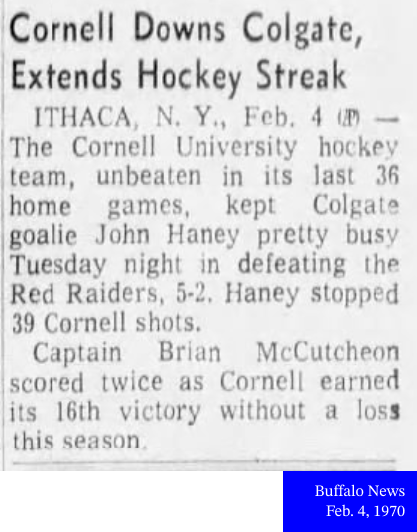 Cornell Downs Colgate,
Extends Hockey Streak
ITHACA, N. Y., Feb. 4 (AP) —
The Cornell University hockey
team, unbeaten in its last 36
home games, kept Colgate
goalie John Haney pretty busy
Tuesday night in defeating the
Red Raiders, 5-2. Haney stopped
39 Cornell shots.
Captain Brian McCutcheon
scored twice as Cornell earned
its 16th victory without a loss
this season.
Buffalo News
Feb. 4, 1970